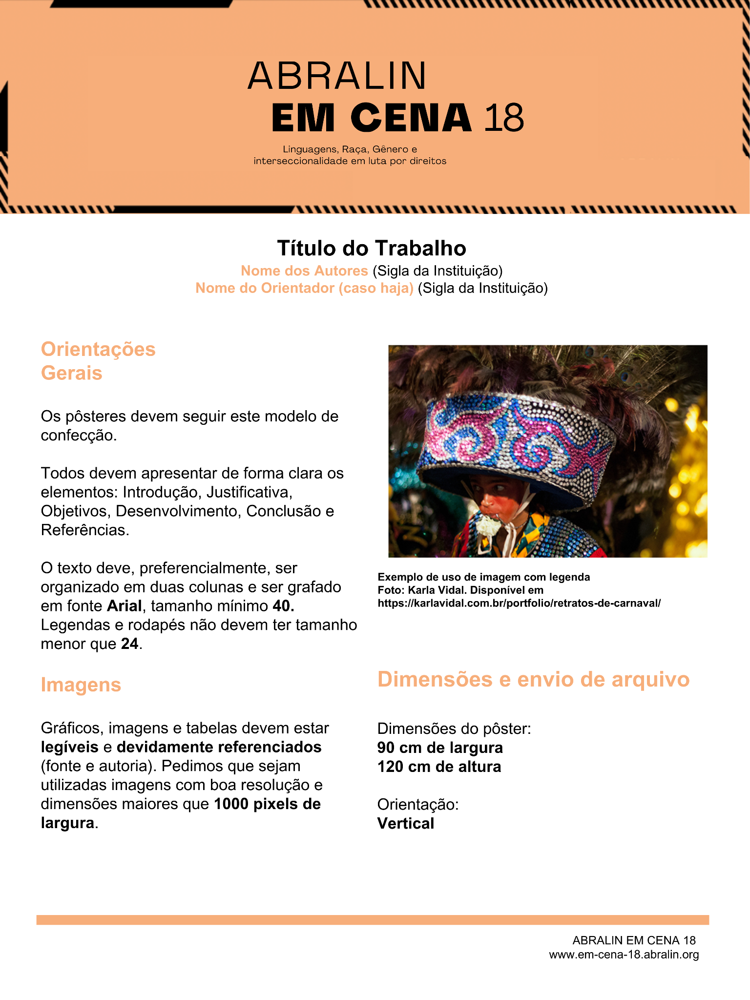 ABRALIN
EM CENA 18
Linguagens, Raça, Gênero e
interseccionalidade em luta por direitos
Título do Trabalho
Nome dos Autores (Sigla da Instituição)
Nome do Orientador (caso haja) (Sigla da Instituição)
Orientações
Gerais
Os pôsteres devem seguir este modelo de
confecção.
Todos devem apresentar de forma clara os
elementos: Introdução, Justificativa,
Objetivos, Desenvolvimento, Conclusão e
Referências.
O texto deve, preferencialmente, ser
organizado em duas colunas e ser grafado
em fonte Arial, tamanho mínimo 40.
Legendas e rodapés não devem ter tamanho
menor que 24.
Imagens
Gráficos, imagens e tabelas devem estar
legíveis e devidamente referenciados
(fonte e autoria). Pedimos que sejam
utilizadas imagens com boa resolução e
dimensões maiores que 1000 pixels de
largura.
Exemplo de uso de imagem com legenda
Foto: Karla Vidal. Disponível em
https://karlavidal.com.br/portfolio/retratos-de-carnaval/
Dimensões e envio de arquivo
Dimensões do pôster:
90 cm de largura
120 cm de altura
Orientação:
Vertical
ABRALIN EM CENA 18
www.em-cena-18.abralin.org